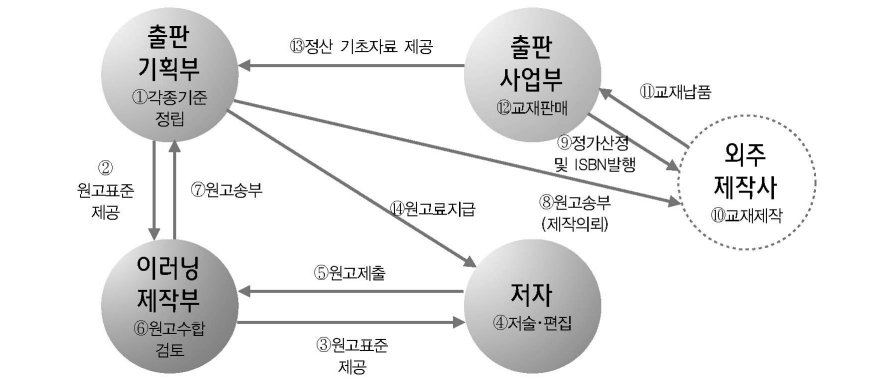 출판
기획부
①각종기준
정립
⑬정산 기초자료 제공
출판
사업부
⑫교재판매
⑪교재납품
⑨정가산정
및 ISBN발행
외주
제작사
⑩교재제작
②
원고표준
제공
⑦원고송부
⑭원고료지급
⑧원고송부
(제작의뢰)
이러닝
제작부
⑥원고수합
검토
⑤원고제출
③원고표준
제공
저자
④저술·편집